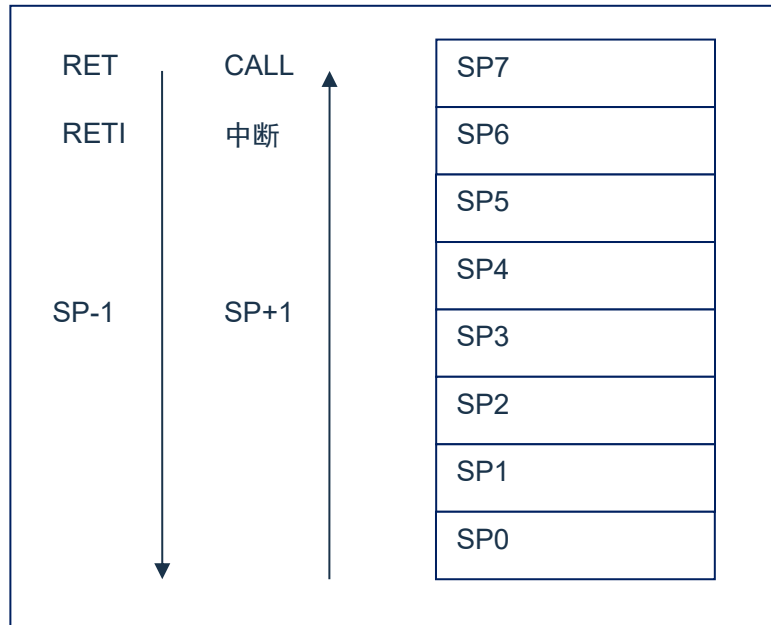 RET CALL SP7
RETI 中断 SP6
SP5
SP4
SP-1 SP+1 SP3
SP2
SP1
SP0